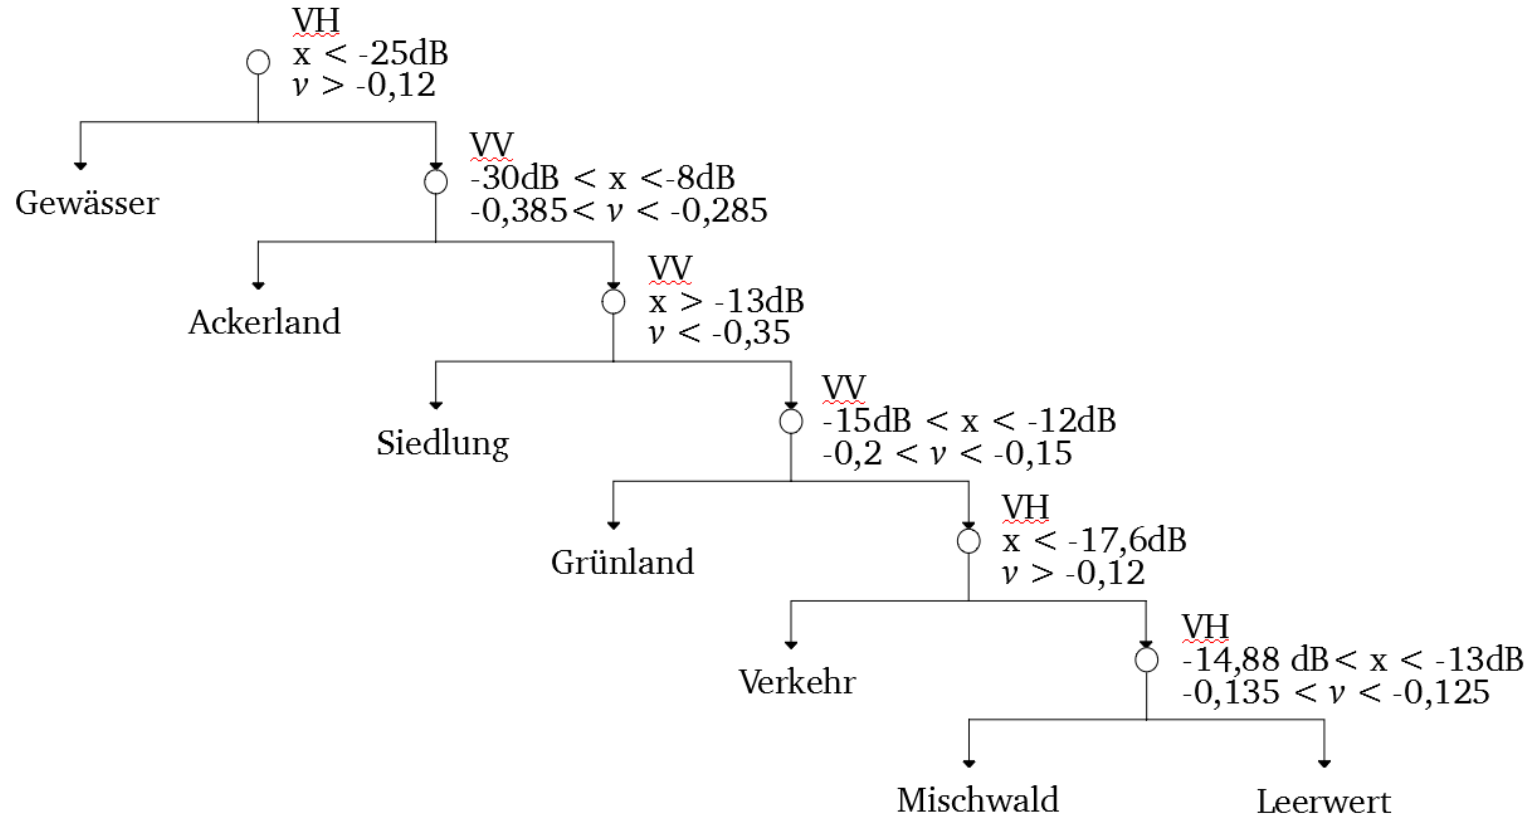 VH
x < -25dB
ν > -0,12
Gewässer
VV
-30dB < x <-8dB
-0,385< ν < -0,285
Ackerland
VV
x > -13dB
ν < -0,35
Siedlung
VV
-15dB < x < -12dB
-0,2 < ν < -0,15
Grünland
VH
x < -17,6dB
ν > -0,12
Verkehr
VH
-14,88 dB< x < -13dB
-0,135 < ν < -0,125
Mischwald
Leerwert